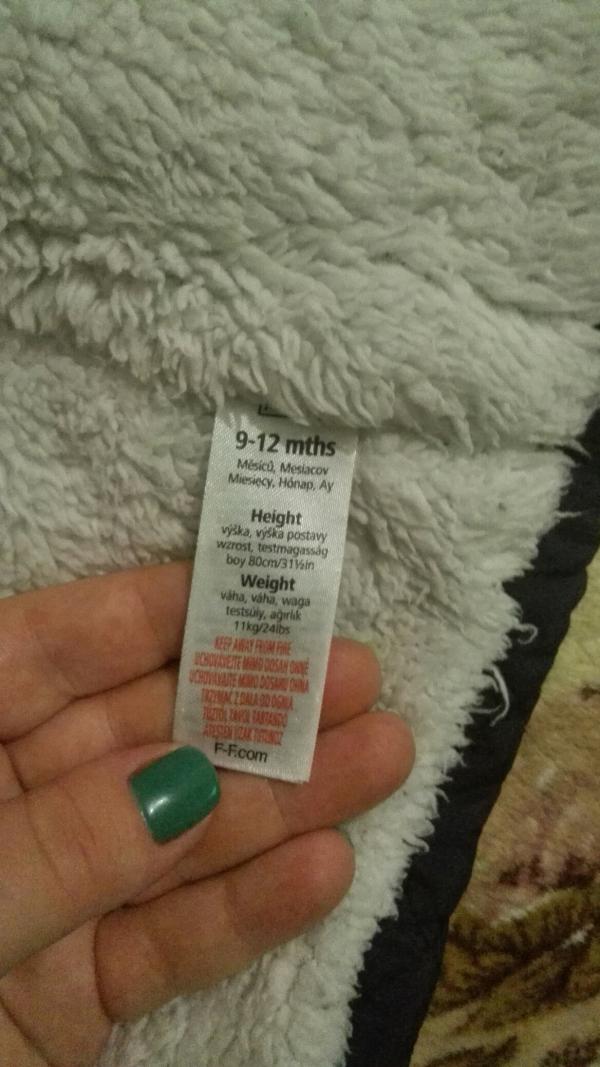 9-12 mths
Měsíců, Mesiacov
Miesięcy, Hónap, Ay
Height
výška, výška postavy
wzrost, testmagasság
boy 80cm/31½in
Weight
váha, váha, waga
testsúly, ağırlık
11kg/24lbs
KEEP AWAY FROM FIRE
UCHOVÁVEJTE MIMO DOSAH OHNĚ
UCHOVÁVAJTE MIMO DOSAHU OHŇA
TRZYMAĆ Z DALA OD OGNIA
TŰZTŐL TÁVOL TARTANDÓ
ATEŞTEN UZAK TUTUNUZ
F-F.com